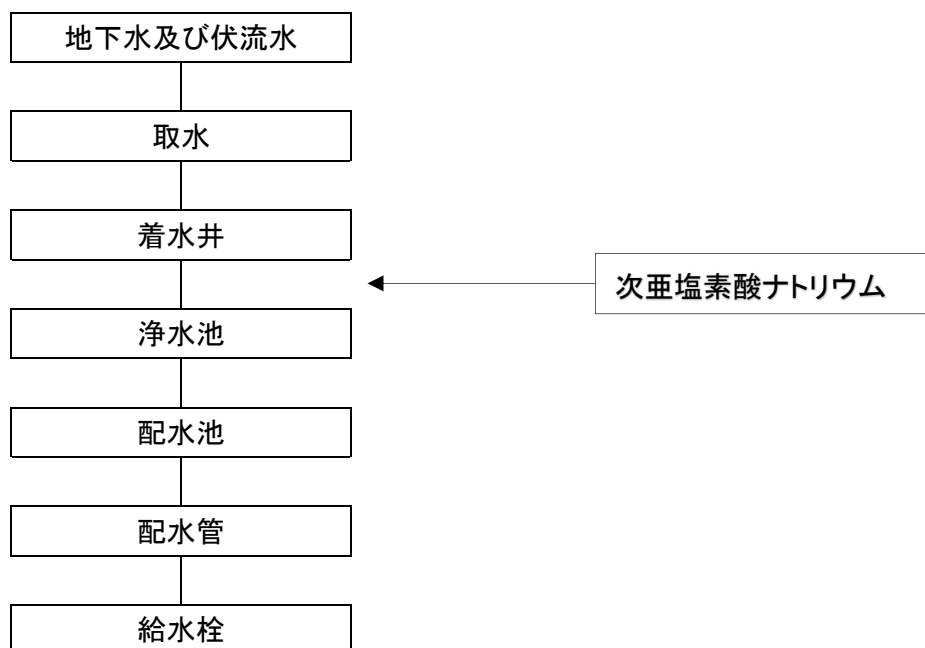 地下水及び伏流水
取水
着水井
次亜塩素酸ナトリウム
浄水池
配水池
配水管
給水栓